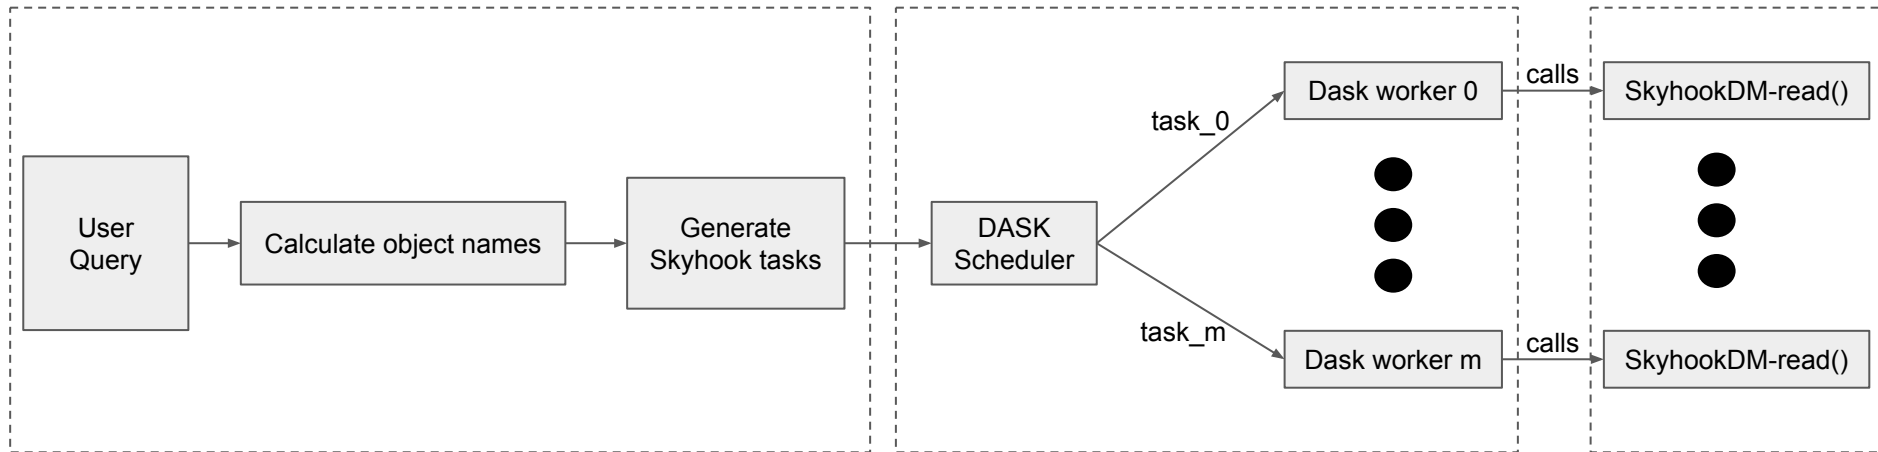 User
Query
Calculate object names
Generate
Skyhook tasks
DASK
Scheduler
task_0
task_m
Dask worker 0
Dask worker m
calls
calls
SkyhookDM-read()
SkyhookDM-read()